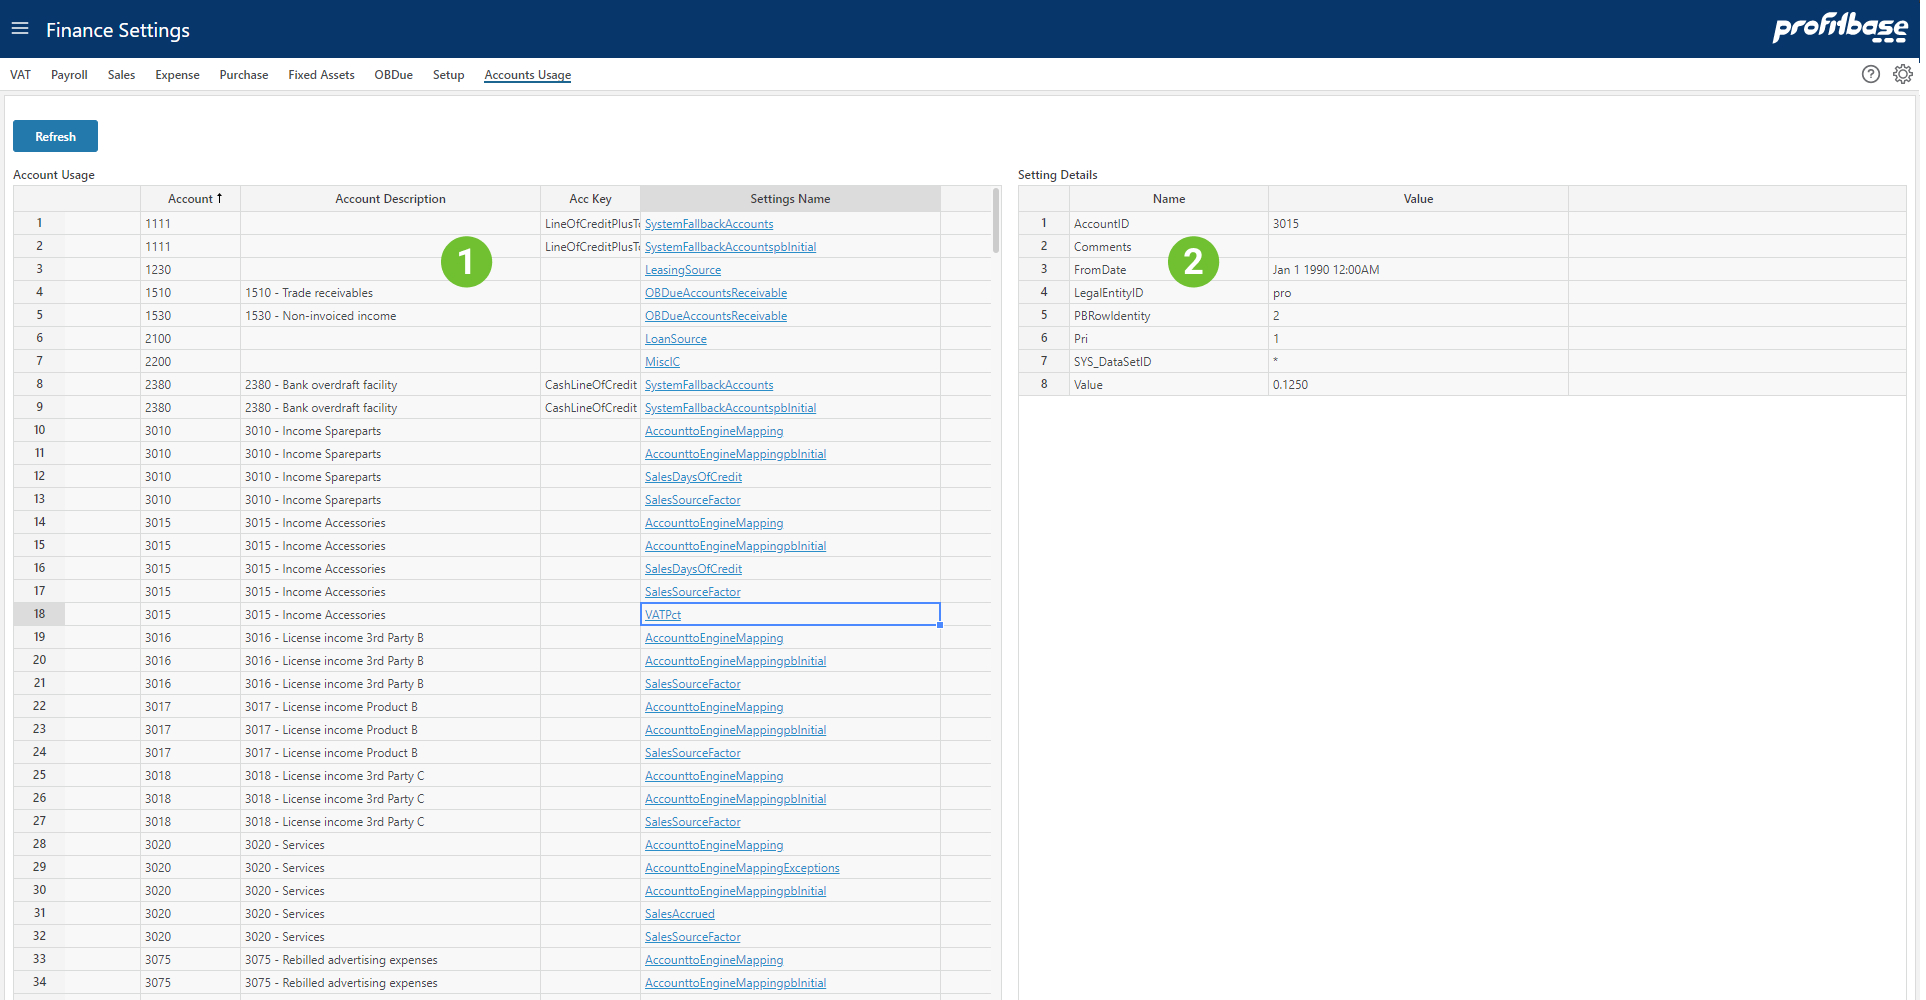 Finance Settings
profitbase
VAT Payroll Sales Expense Purchase Fixed Assets OBDue Setup Accounts Usage
?
Refresh
Account Usage
Account ↑ Account Description Acc Key Settings Name
1 1111 LineOfCreditPlusTo SystemFallbackAccounts
2 1111 LineOfCreditPlusTo SystemFallbackAccountspbInitial
3 1230 LeasingSource
4 1510 1510 - Trade receivables OBDueAccountsReceivable
5 1530 1530 - Non-invoiced income OBDueAccountsReceivable
6 2100 LoanSource
7 2200 MiscIC
8 2380 2380 - Bank overdraft facility CashLineOfCredit SystemFallbackAccounts
9 2380 2380 - Bank overdraft facility CashLineOfCredit SystemFallbackAccountspbInitial
10 3010 3010 - Income Spareparts AccounttoEngineMapping
11 3010 3010 - Income Spareparts AccounttoEngineMappingpbInitial
12 3010 3010 - Income Spareparts SalesDaysOfCredit
13 3010 3010 - Income Spareparts SalesSourceFactor
14 3015 3015 - Income Accessories AccounttoEngineMapping
15 3015 3015 - Income Accessories AccounttoEngineMappingpbInitial
16 3015 3015 - Income Accessories SalesDaysOfCredit
17 3015 3015 - Income Accessories SalesSourceFactor
18 3015 3015 - Income Accessories VATPct
19 3016 3016 - License income 3rd Party B AccounttoEngineMapping
20 3016 3016 - License income 3rd Party B AccounttoEngineMappingpbInitial
21 3016 3016 - License income 3rd Party B SalesSourceFactor
22 3017 3017 - License income Product B AccounttoEngineMapping
23 3017 3017 - License income Product B AccounttoEngineMappingpbInitial
24 3017 3017 - License income Product B SalesSourceFactor
25 3018 3018 - License income 3rd Party C AccounttoEngineMapping
26 3018 3018 - License income 3rd Party C AccounttoEngineMappingpbInitial
27 3018 3018 - License income 3rd Party C SalesSourceFactor
28 3020 3020 - Services AccounttoEngineMapping
29 3020 3020 - Services AccounttoEngineMappingExceptions
30 3020 3020 - Services AccounttoEngineMappingpbInitial
31 3020 3020 - Services SalesAccrued
32 3020 3020 - Services SalesSourceFactor
33 3075 3075 - Rebilled advertising expenses AccounttoEngineMapping
34 3075 3075 - Rebilled advertising expenses AccounttoEngineMappingpbInitial
1
Setting Details
Name Value
1 AccountID 3015
2 Comments
3 FromDate Jan 1 1990 12:00AM
4 LegalEntityID pro
5 PBRowIdentity 2
6 Pri 1
7 SYS_DataSetID *
8 Value 0.1250
2